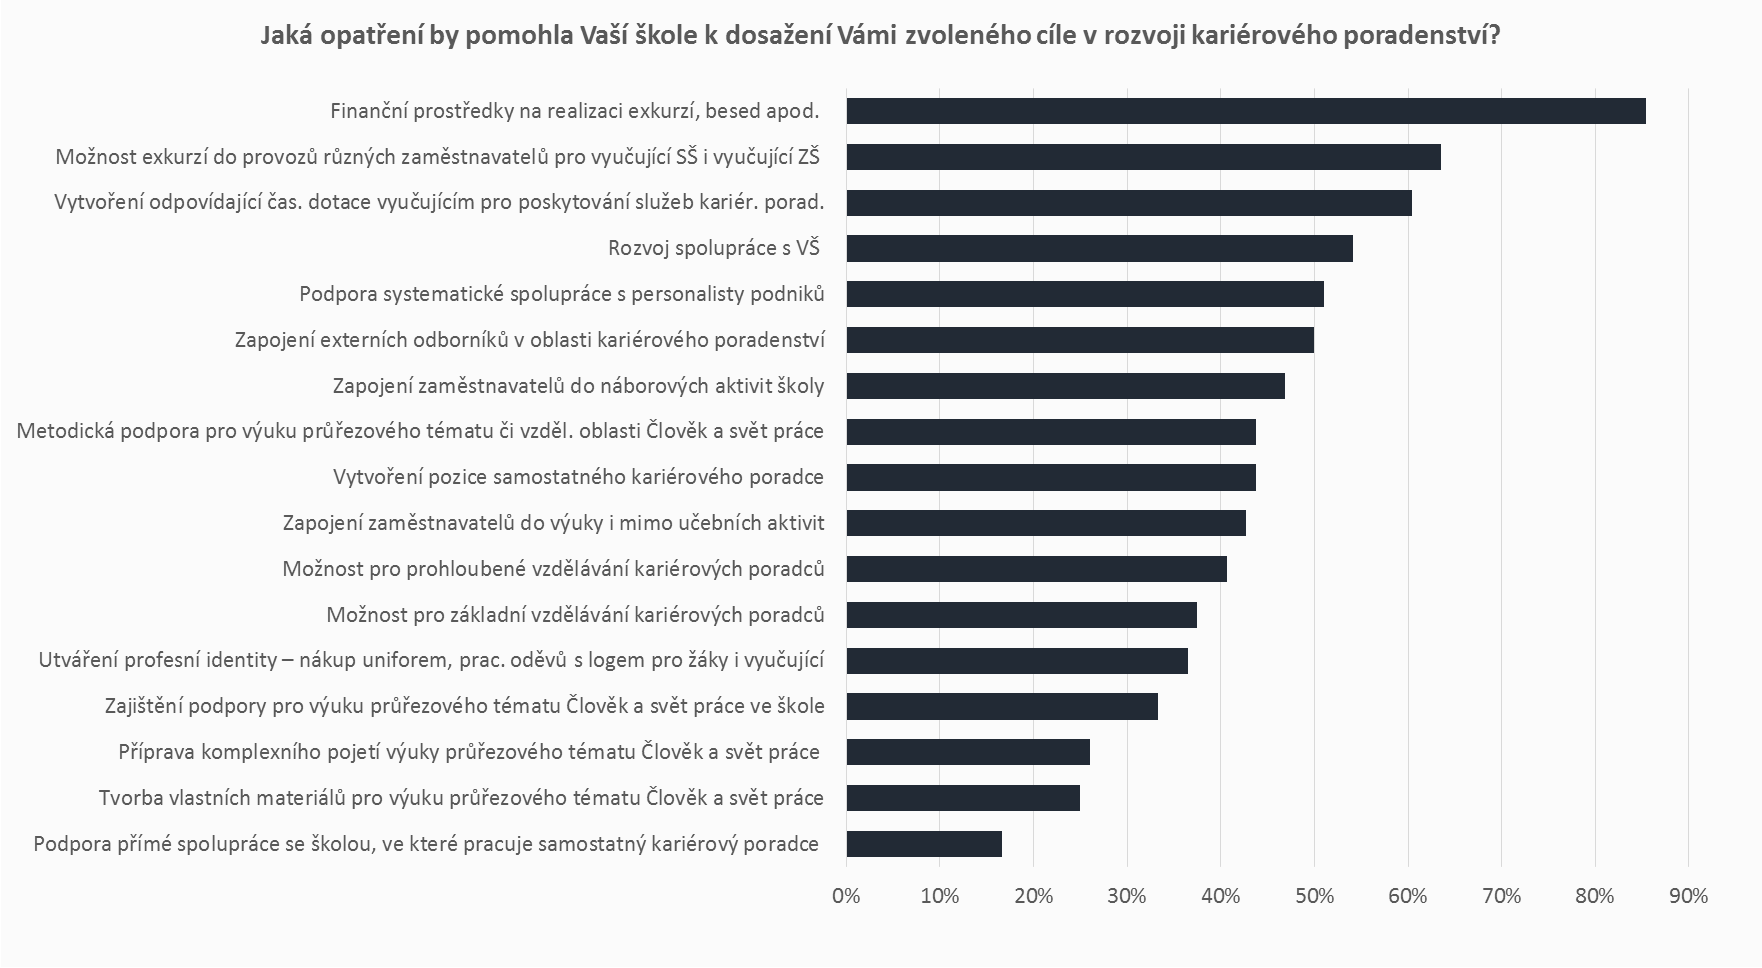 Jaká opatření by pomohla Vaší škole k dosažení Vámi zvoleného cíle v rozvoji kariérového poradenství?
Finanční prostředky na realizaci exkurzí, besed apod.
Možnost exkurzí do provozů různých zaměstnavatelů pro vyučující SŠ i vyučující ZŠ
Vytvoření odpovídající čas. dotace vyučujícím pro poskytování služeb kariér. porad.
Rozvoj spolupráce s VŠ
Podpora systematické spolupráce s personalisty podniků
Zapojení externích odborníků v oblasti kariérového poradenství
Zapojení zaměstnavatelů do náborových aktivit školy
Metodická podpora pro výuku průřezového tématu či vzděl. oblasti Člověk a svět práce
Vytvoření pozice samostatného kariérového poradce
Zapojení zaměstnavatelů do výuky i mimo učebních aktivit
Možnost pro prohloubené vzdělávání kariérových poradců
Možnost pro základní vzdělávání kariérových poradců
Utváření profesní identity – nákup uniforem, prac. oděvů s logem pro žáky i vyučující
Zajištění podpory pro výuku průřezového tématu Člověk a svět práce ve škole
Příprava komplexního pojetí výuky průřezového tématu Člověk a svět práce
Tvorba vlastních materiálů pro výuku průřezového tématu Člověk a svět práce
Podpora přímé spolupráce se školou, ve které pracuje samostatný kariérový poradce
0% 10% 20% 30% 40% 50% 60% 70% 80% 90%